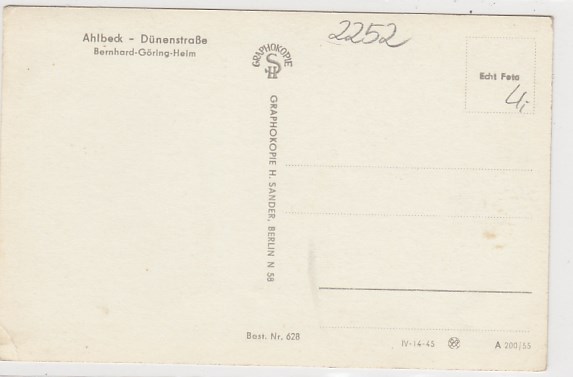 Ahlbeck – Dünenstraße
Bernhard-Göring-Heim
GRAPHOKOPIE
GRAPHOKOPIE H. SANDER, BERLIN N 58
2252
Echt Foto
4,-
Best. Nr. 628
IV-14-45
A 200/55